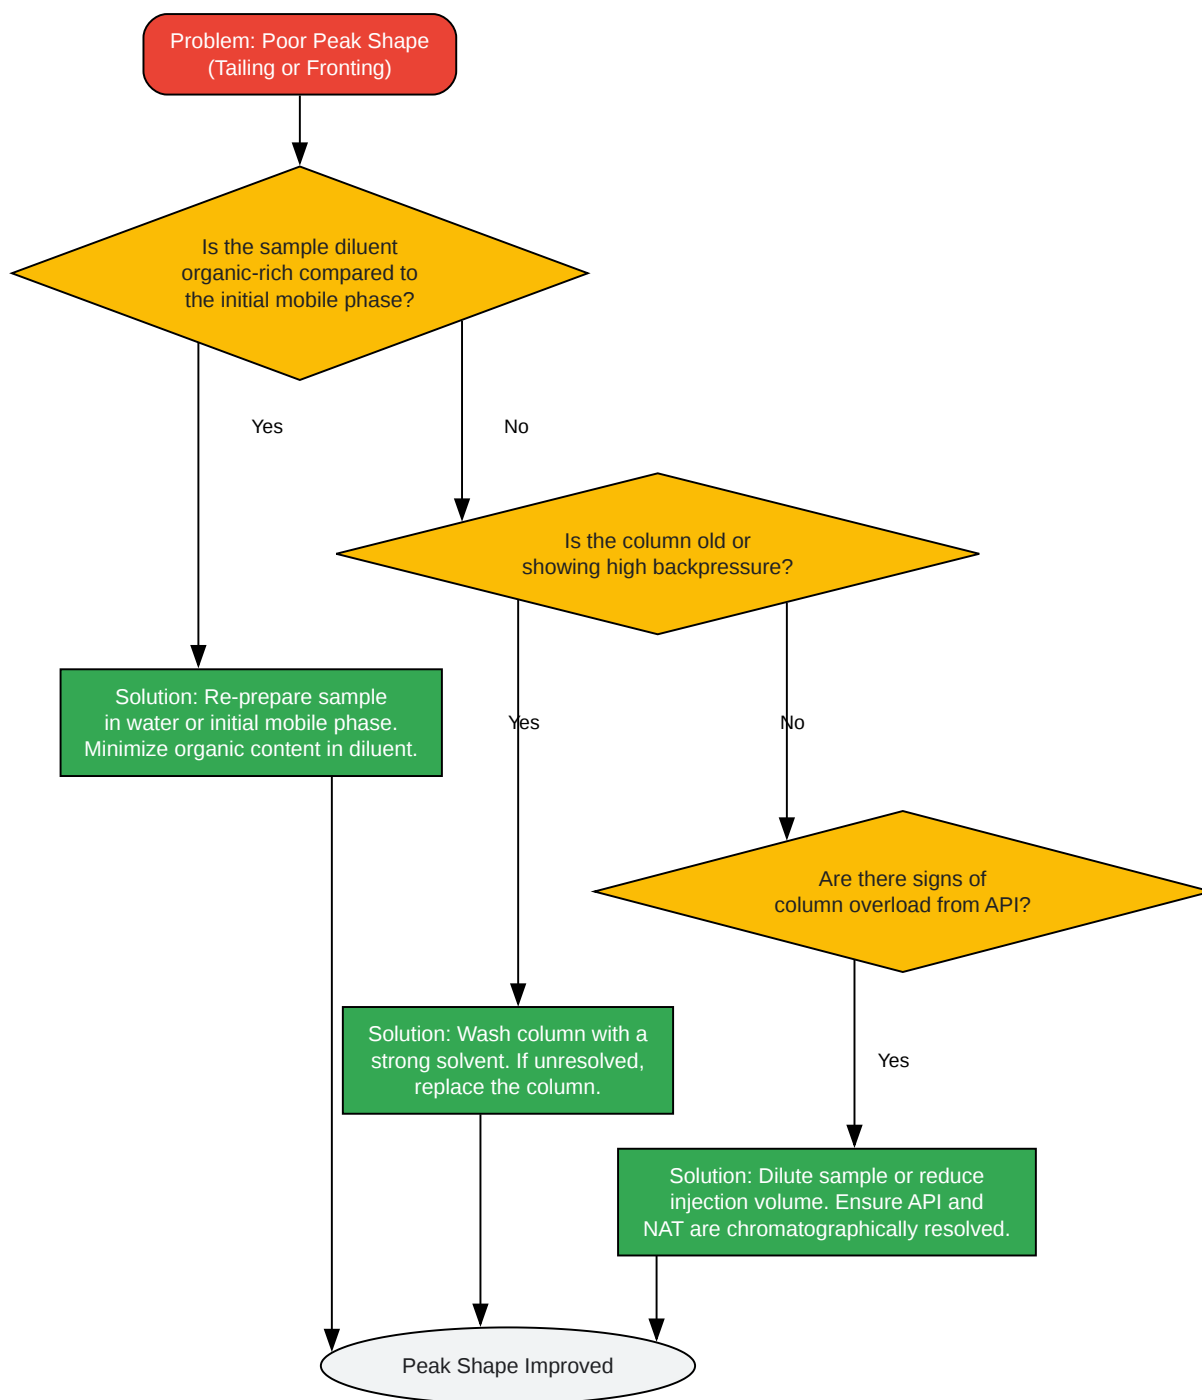 Problem: Poor Peak Shape
(Tailing or Fronting)
Is the sample diluent
organic-rich compared to
the initial mobile phase?
Yes
No
Is the column old or
showing high backpressure?
Solution: Re-prepare sample
in water or initial mobile phase.
Minimize organic content in diluent.
Yes
No
Are there signs of
column overload from API?
Solution: Wash column with a
strong solvent. If unresolved,
replace the column.
Yes
Solution: Dilute sample or reduce
injection volume. Ensure API and
NAT are chromatographically resolved.
Peak Shape Improved